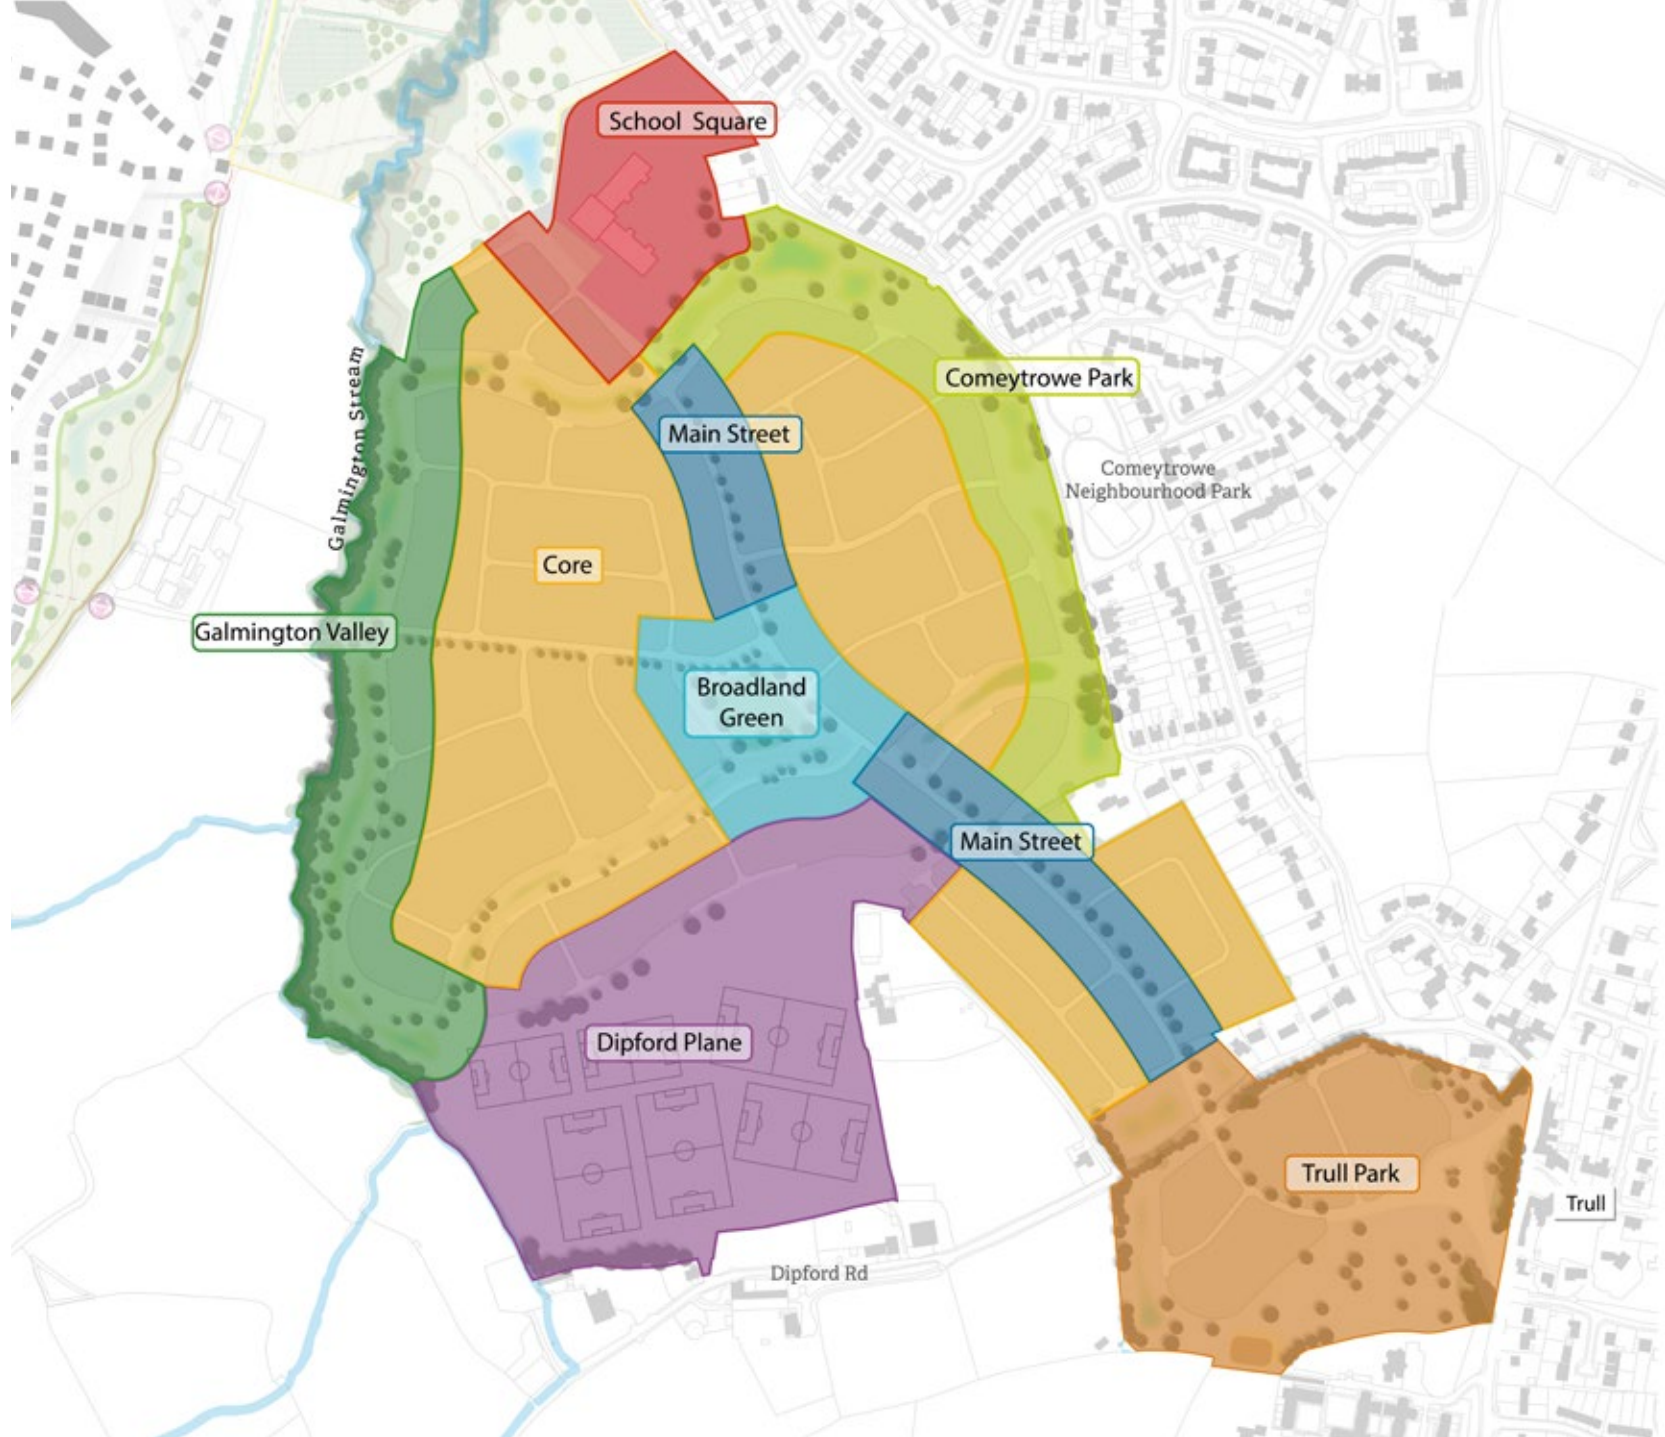 School Square
Comeytrowe Park
Main Street
Comeytrowe
Neighbourhood Park
Galmington Stream
Core
Galmington Valley
Broadland
Green
Main Street
Dipford Plane
Trull Park
Trull
Dipford Rd